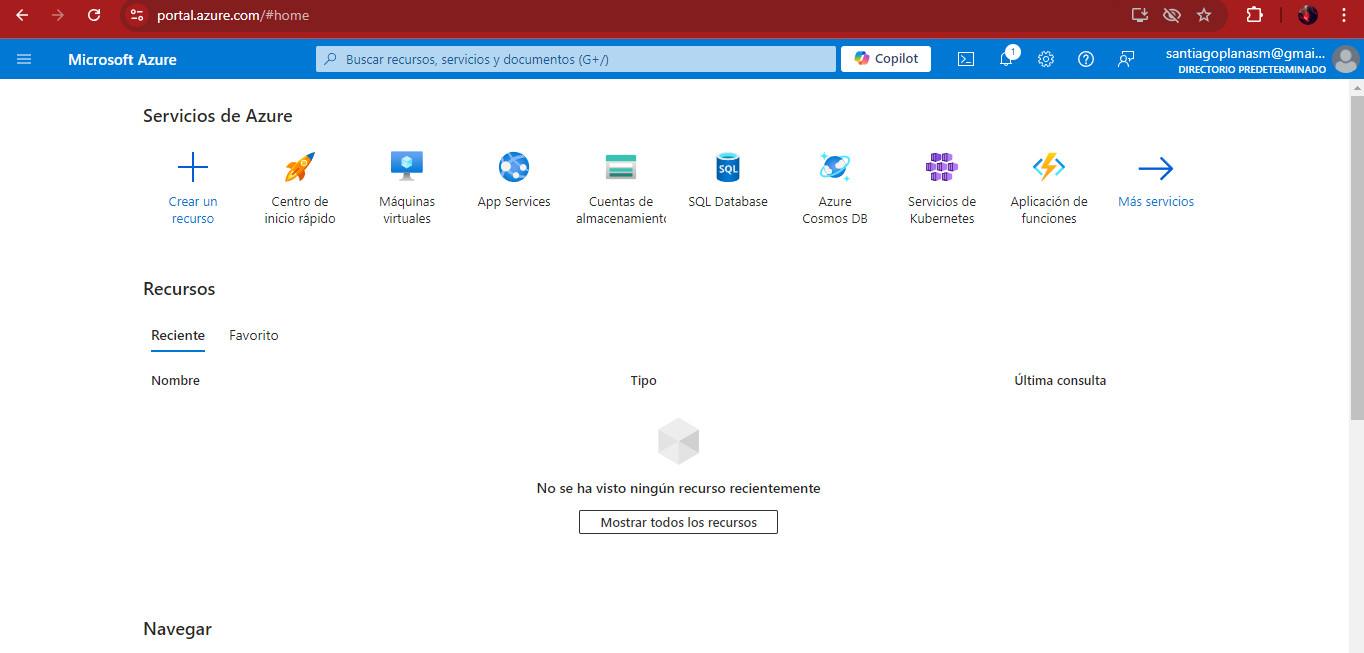 portal.azure.com/#home
Microsoft Azure
Buscar recursos, servicios y documentos (G+/)
Copilot
1
santiagoplanasm@gmai...
DIRECTORIO PREDETERMINADO
Servicios de Azure
Crear un
recurso
Centro de
inicio rápido
Máquinas
virtuales
App Services
Cuentas de
almacenamiento
SQL
SQL Database
Azure
Cosmos DB
Servicios de
Kubernetes
Aplicación de
funciones
Más servicios
Recursos
Reciente
Favorito
Nombre
Tipo
Última consulta
No se ha visto ningún recurso recientemente
Mostrar todos los recursos
Navegar